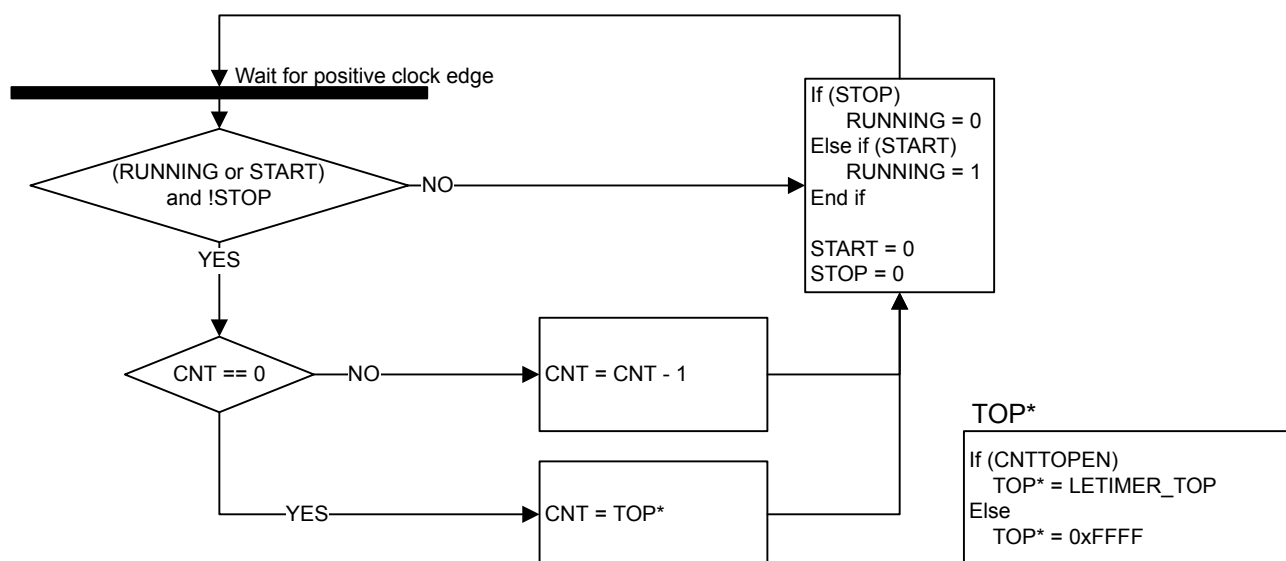 Wait for positive clock edge
If (STOP)
RUNNING = 0
Else if (START)
RUNNING = 1
End if
START = 0
STOP = 0
(RUNNING or START)
and !STOP
NO
YES
CNT == 0
NO
CNT = CNT - 1
YES
CNT = TOP*
TOP*
If (CNTTOPEN)
TOP* = LETIMER_TOP
Else
TOP* = 0xFFFF